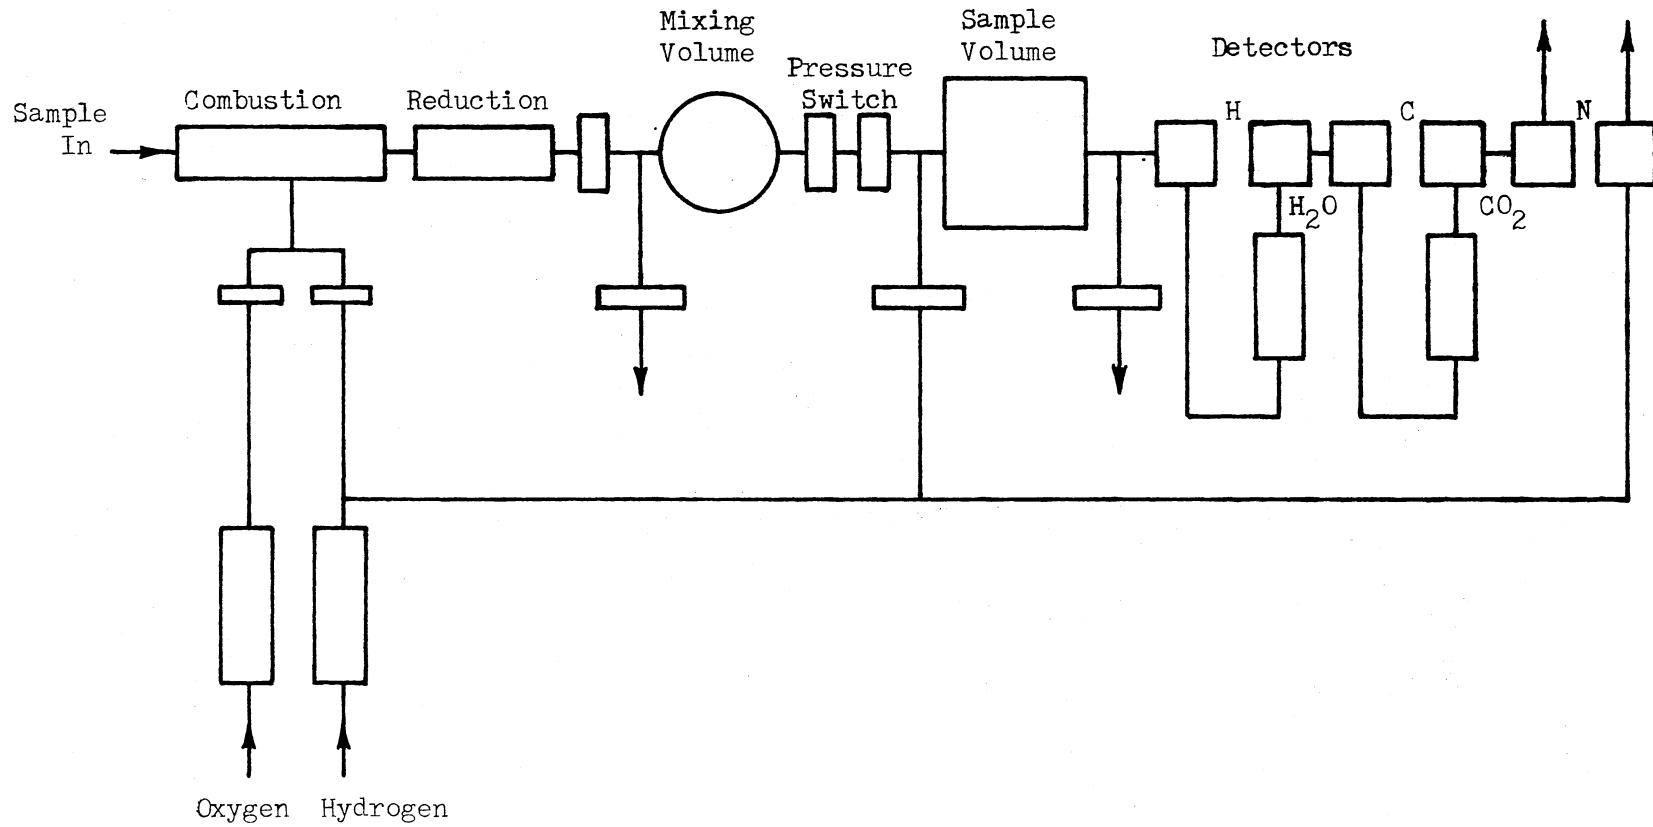 Mixing
Volume
Sample
Volume
Detectors
Pressure
Switch
Combustion
Reduction
Sample
In
H
C
N
H2O
CO2
Oxygen
Hydrogen